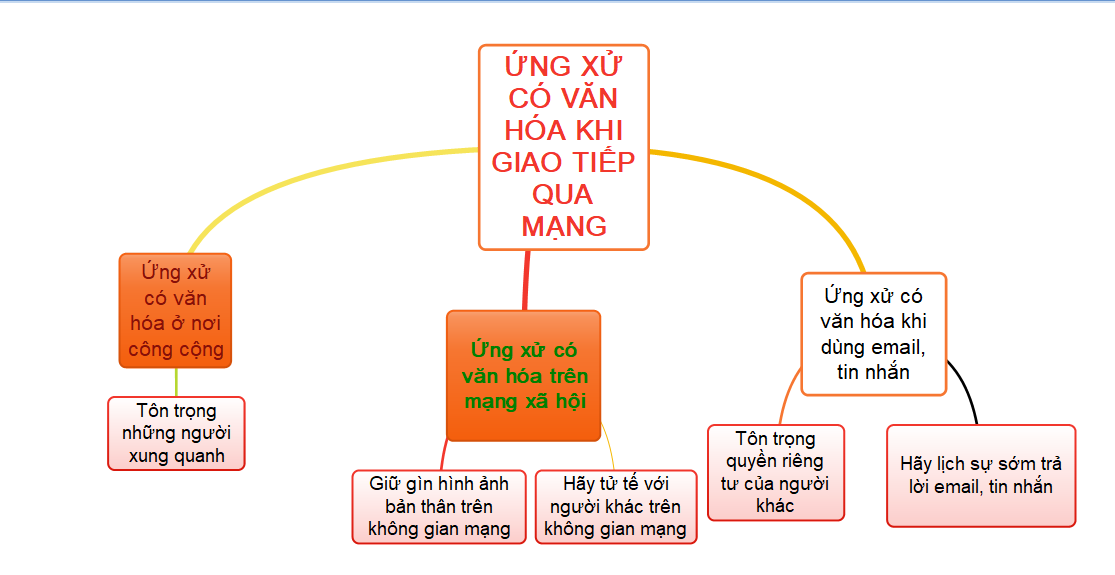 ỨNG XỬ
CÓ VĂN
HÓA KHI
GIAO TIẾP
QUA
MẠNG
Ứng xử
có văn
hóa ở nơi
công cộng
Tôn trọng
những người
xung quanh
Ứng xử có
văn hóa trên
mạng xã hội
Giữ gìn hình ảnh
bản thân trên
không gian mạng
Hãy tử tế với
người khác trên
không gian mạng
Ứng xử có
văn hóa khi
dùng email,
tin nhắn
Tôn trọng
quyền riêng
tư của người
khác
Hãy lịch sự sớm trả
lời email, tin nhắn